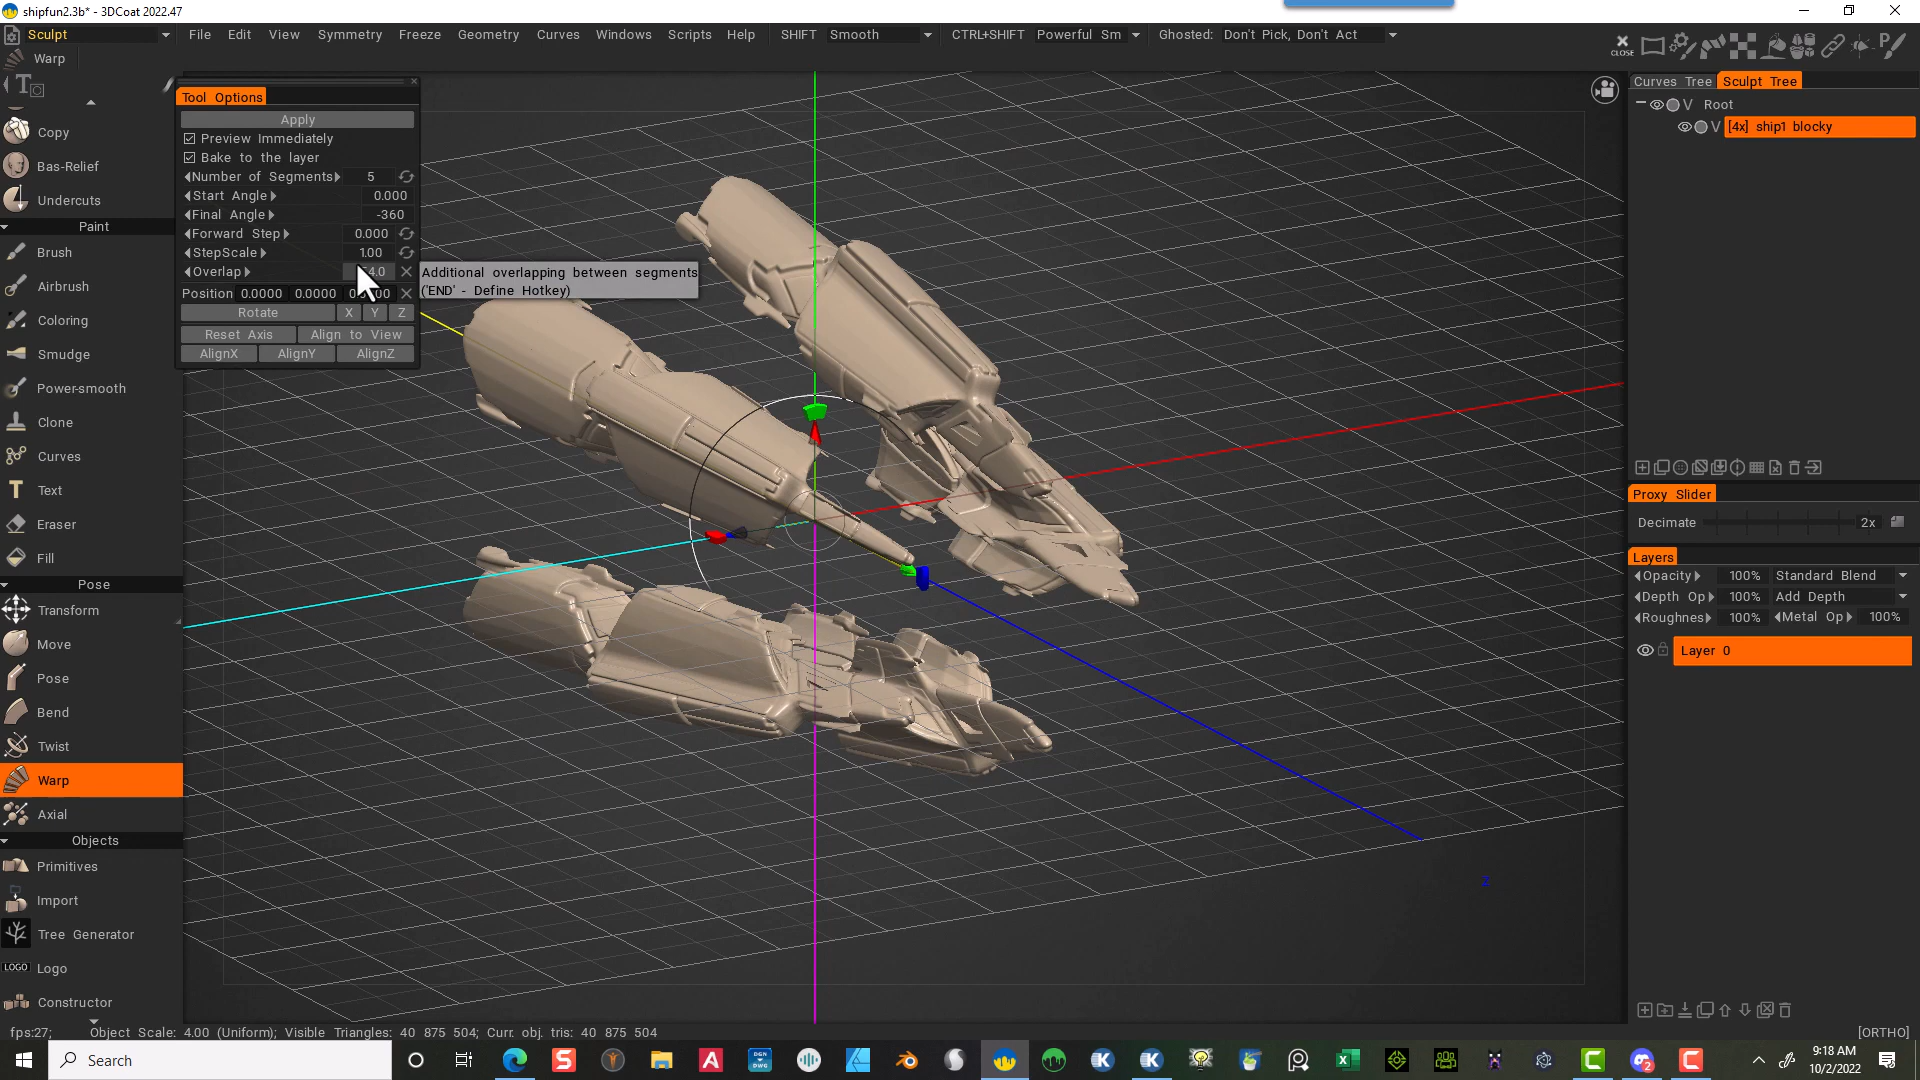 shipfun2.3b* - 3DCoat 2022.47
Sculpt File Edit View Symmetry Freeze Geometry Curves Windows Scripts Help SHIFT Smooth CTRL+SHIFT Powerful Sm Ghosted: Don't Pick, Don't Act
CLOSE
Warp
Tool Options
Apply
Preview Immediately
Bake to the layer
Number of Segments 5
Start Angle 0.000
Final Angle -360
Forward Step 0.000
StepScale 1.00
Overlap
Additional overlapping between segments
('END' - Define Hotkey)
Position 0.0000 0.0000
Rotate X Y Z
Reset Axis Align to View
AlignX AlignY AlignZ
Copy
Bas-Relief
Undercuts
Paint
Brush
Airbrush
Coloring
Smudge
Power-smooth
Clone
Curves
Text
Eraser
Fill
Pose
Transform
Move
Pose
Bend
Twist
Warp
Axial
Objects
Primitives
Import
Tree Generator
LOGO Logo
Constructor
Curves Tree Sculpt Tree
V Root
V [4x] ship1 blocky
Proxy Slider
Decimate 2x
Layers
Opacity 100% Standard Blend
Depth Op 100% Add Depth
Roughness 100% Metal Op 100%
Layer 0
z
fps:27; Object Scale: 4.00 (Uniform); Visible Triangles: 40 875 504; Curr. obj. tris: 40 875 504
[ORTHO]
Search
9:18 AM
10/2/2022